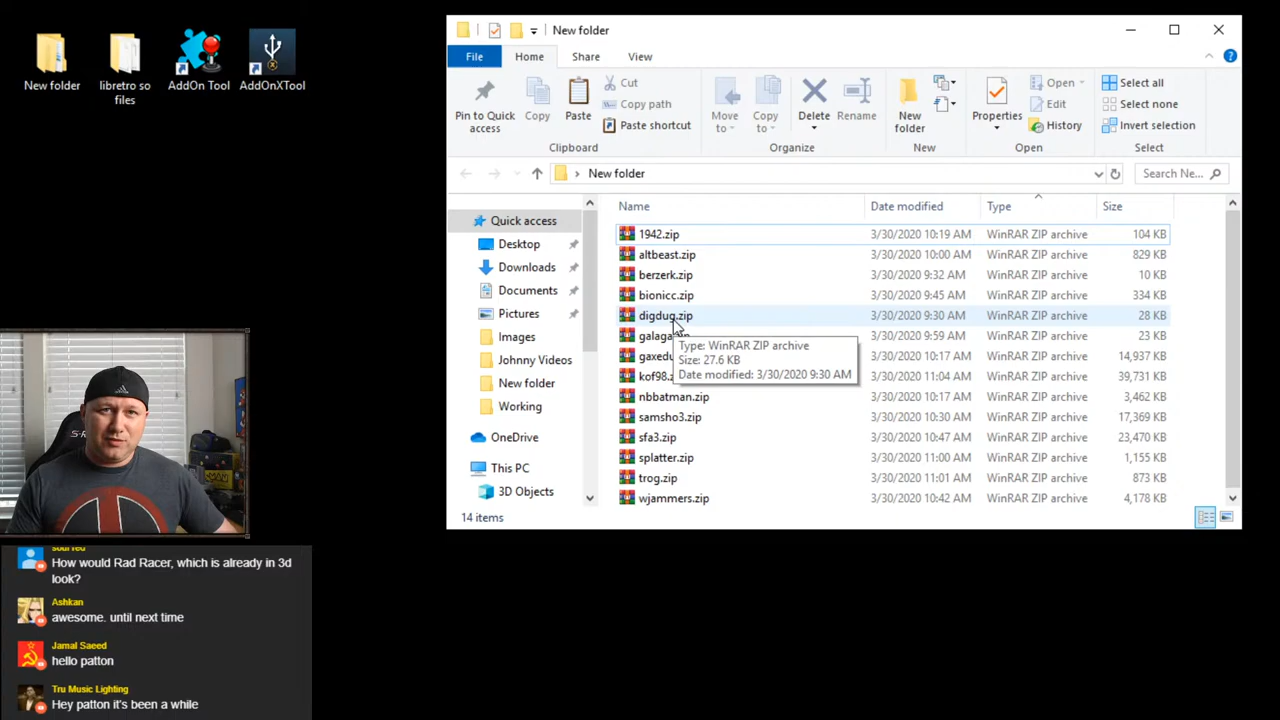 New folder
libretro so
files
AddOn Tool
AddOnXTool
New folder
File
Home
Share
View
Pin to Quick
access
Copy
Paste
Cut
Copy path
Paste shortcut
Clipboard
Move
to
Copy
to
Delete
Rename
Organize
New
folder
New
Properties
Open
Edit
History
Open
Select all
Select none
Invert selection
Select
New folder
Search Ne...
Quick access
Desktop
Downloads
Documents
Pictures
Images
Johnny Videos
New folder
Working
OneDrive
This PC
3D Objects
Name Date modified Type Size
1942.zip 3/30/2020 10:19 AM WinRAR ZIP archive 104 KB
altbeast.zip 3/30/2020 10:00 AM WinRAR ZIP archive 829 KB
berzerk.zip 3/30/2020 9:32 AM WinRAR ZIP archive 10 KB
bionicc.zip 3/30/2020 9:45 AM WinRAR ZIP archive 334 KB
digdug.zip 3/30/2020 9:30 AM WinRAR ZIP archive 28 KB
3/30/2020 9:59 AM WinRAR ZIP archive 23 KB
gaxedu 3/30/2020 10:17 AM WinRAR ZIP archive 14,937 KB
kof98.z 3/30/2020 11:04 AM WinRAR ZIP archive 39,731 KB
nbbatman.zip 3/30/2020 10:17 AM WinRAR ZIP archive 3,462 KB
samsho3.zip 3/30/2020 10:30 AM WinRAR ZIP archive 17,369 KB
sfa3.zip 3/30/2020 10:47 AM WinRAR ZIP archive 23,470 KB
splatter.zip 3/30/2020 11:00 AM WinRAR ZIP archive 1,155 KB
trog.zip 3/30/2020 11:01 AM WinRAR ZIP archive 873 KB
wjammers.zip 3/30/2020 10:42 AM WinRAR ZIP archive 4,178 KB
Type: WinRAR ZIP archive
Size: 27.6 KB
Date modified: 3/30/2020 9:30 AM
14 items
How would Rad Racer, which is already in 3d
look?
Ashkan
awesome. until next time
Jamal Saeed
hello patton
Tru Music Lighting
Hey patton it's been a while